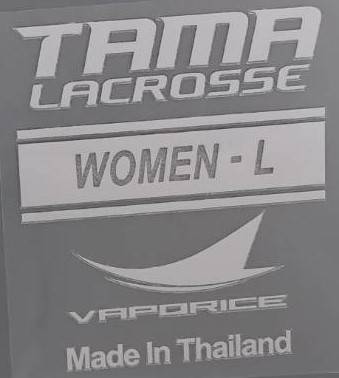 TAMA
LACROSSE
WOMEN - L
VAPORICE
Made In Thailand